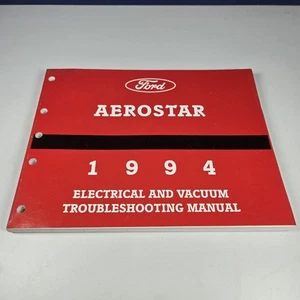 Ford
AEROSTAR
1 9 9 4
ELECTRICAL AND VACUUM
TROUBLESHOOTING MANUAL